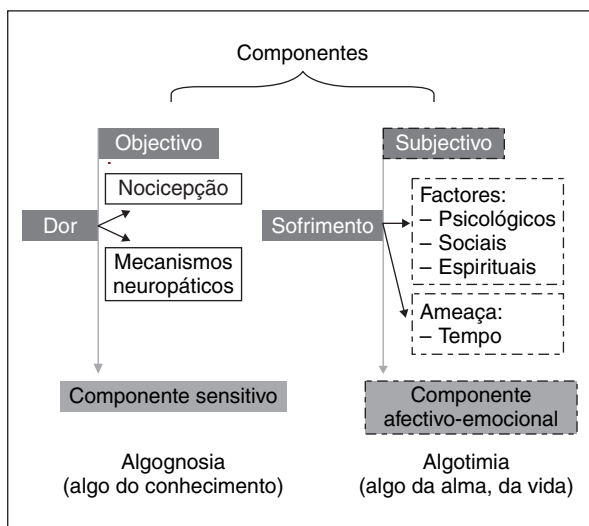 Componentes
Objectivo
Nocicepção
Dor
Mecanismos
neuropáticos
Componente sensitivo
Algognosia
(algo do conhecimento)
Subjectivo
Factores:
– Psicológicos
– Sociais
– Espirituais
Sofrimento
Ameaça:
– Tempo
Componente
afectivo-emocional
Algotimia
(algo da alma, da vida)